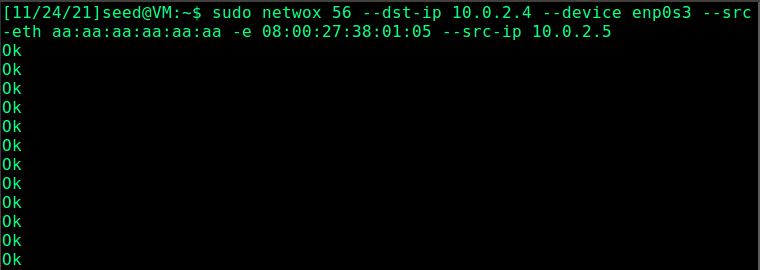 [11/24/21]seed@VM:~$ sudo netwox 56 --dst-ip 10.0.2.4 --device enp0s3 --src
-eth aa:aa:aa:aa:aa:aa -e 08:00:27:38:01:05 --src-ip 10.0.2.5
Ok
Ok
Ok
Ok
Ok
Ok
Ok
Ok
Ok
Ok
Ok
Ok